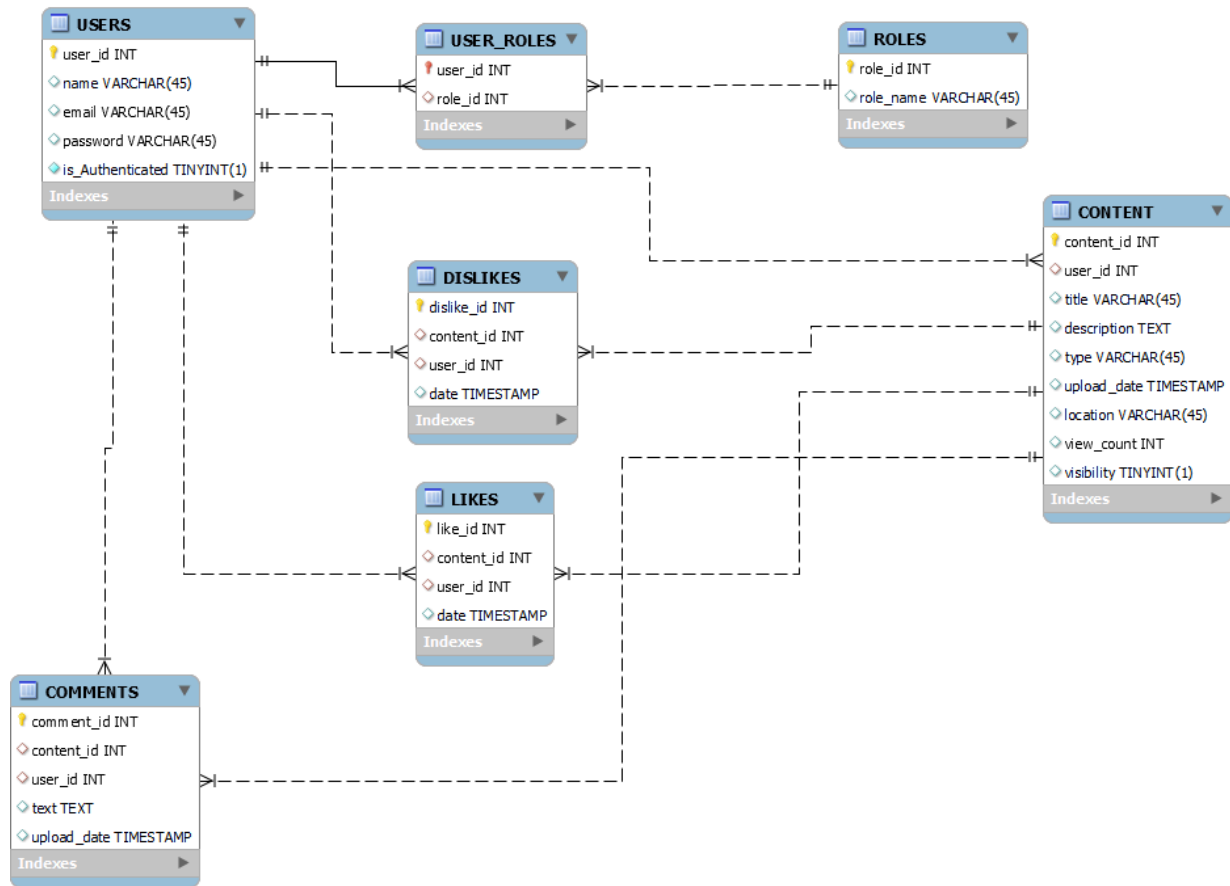 USERS
user_id INT
name VARCHAR(45)
email VARCHAR(45)
password VARCHAR(45)
is_Authenticated TINYINT(1)
Indexes
USER_ROLES
user_id INT
role_id INT
Indexes
ROLES
role_id INT
role_name VARCHAR(45)
Indexes
CONTENT
content_id INT
user_id INT
title VARCHAR(45)
description TEXT
type VARCHAR(45)
upload_date TIMESTAMP
location VARCHAR(45)
view_count INT
visibility TINYINT(1)
Indexes
DISLIKES
dislike_id INT
content_id INT
user_id INT
date TIMESTAMP
Indexes
LIKES
like_id INT
content_id INT
user_id INT
date TIMESTAMP
Indexes
COMMENTS
comment_id INT
content_id INT
user_id INT
text TEXT
upload_date TIMESTAMP
Indexes